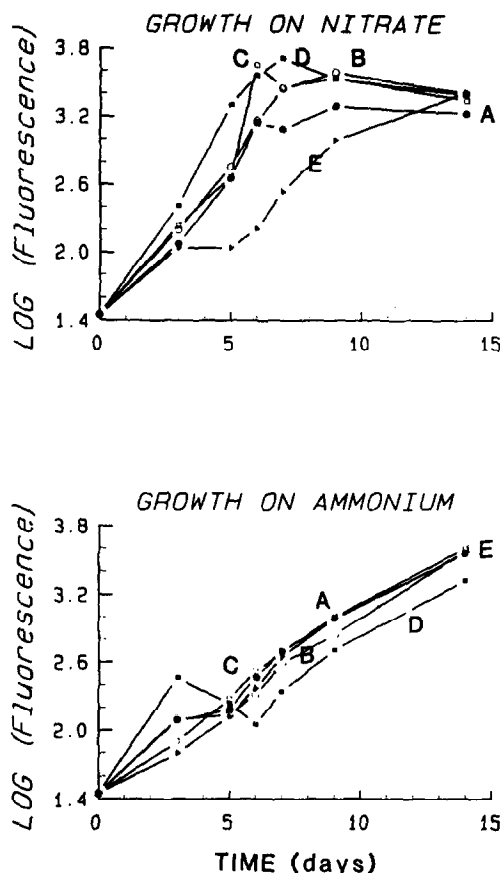 GROWTH ON NITRATE
LOG (Fluorescence)
3.8
3.2
2.6
2.0
1.4
C
D
B
A
E
0
5
10
15
GROWTH ON AMMONIUM
LOG (Fluorescence)
3.8
3.2
2.6
2.0
1.4
A
E
C
B
D
0
5
10
15
TIME (days)